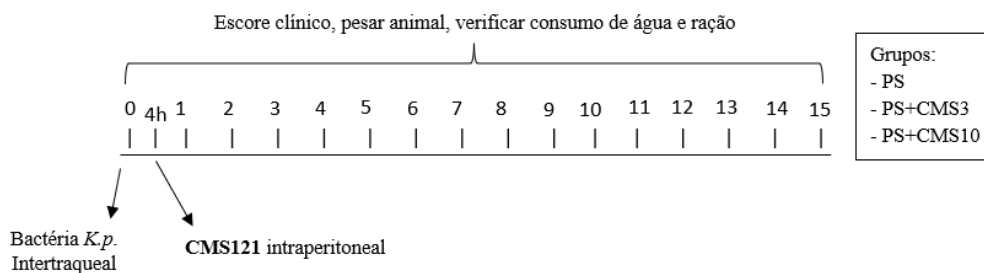 Escore clínico, pesar animal, verificar consumo de água e ração
0 4h 1 2 3 4 5 6 7 8 9 10 11 12 13 14 15
Bactéria K.p.
Intertraqueal
CMS121 intraperitoneal
Grupos:
- PS
- PS+CMS3
- PS+CMS10